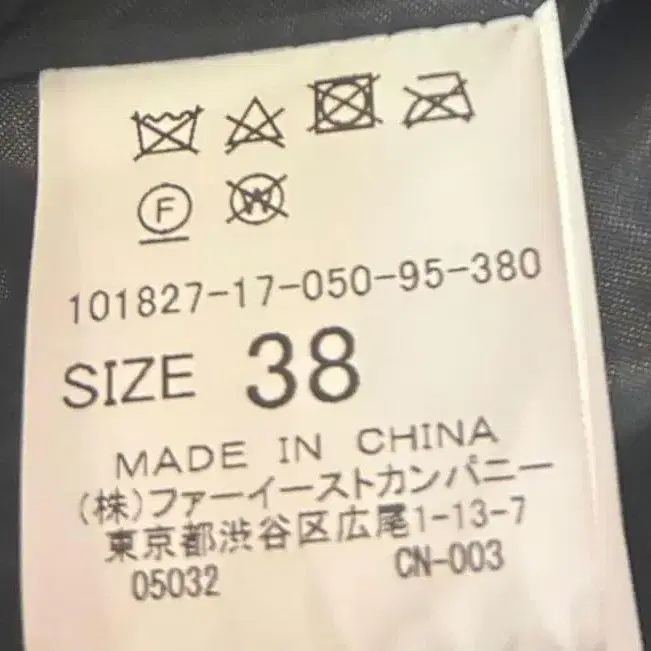 F W
101827-17-050-95-380
SIZE 38
MADE IN CHINA
(株)ファーイーストカンパニー
東京都渋谷区広尾1-13-7
05032 CN-003